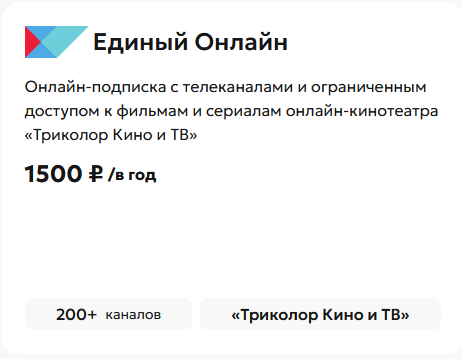 Единый Онлайн
Онлайн-подписка с телеканалами и ограниченным
доступом к фильмам и сериалам онлайн-кинотеатра
«Триколор Кино и ТВ»
1500 ₽ /в год
200+ каналов
«Триколор Кино и ТВ»